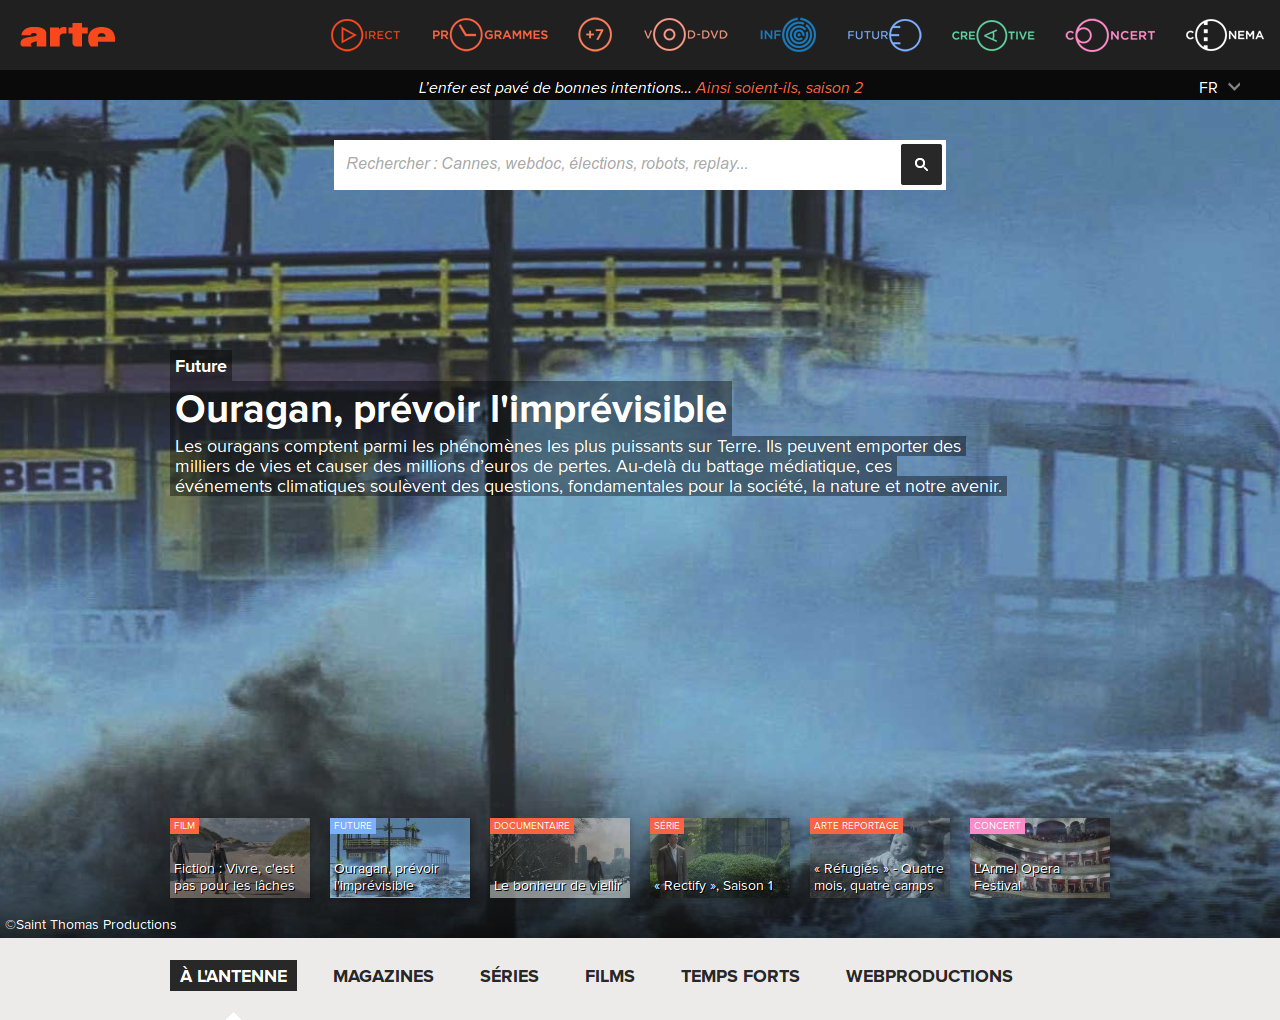 arte
DIRECT PROGRAMMES +7 VOD-DVD INFO FUTURE CREATIVE CONCERT CINEMA
L'enfer est pavé de bonnes intentions... Ainsi soient-ils, saison 2
FR
Rechercher : Cannes, webdoc, élections, robots, replay...
FISHING
Future
Ouragan, prévoir l'imprévisible
Les ouragans comptent parmi les phénomènes les plus puissants sur Terre. Ils peuvent emporter des
milliers de vies et causer des millions d'euros de pertes. Au-delà du battage médiatique, ces
événements climatiques soulèvent des questions, fondamentales pour la société, la nature et notre avenir.
BEER
CREAM
FILM
Fiction : Vivre, c'est
pas pour les lâches
FUTURE
Ouragan, prévoir
l'imprévisible
DOCUMENTAIRE
Le bonheur de vieillir
SÉRIE
« Rectify », Saison 1
ARTE REPORTAGE
« Réfugiés » - Quatre
mois, quatre camps
CONCERT
L'Armel Opera
Festival
©Saint Thomas Productions
À L'ANTENNE MAGAZINES SÉRIES FILMS TEMPS FORTS WEBPRODUCTIONS